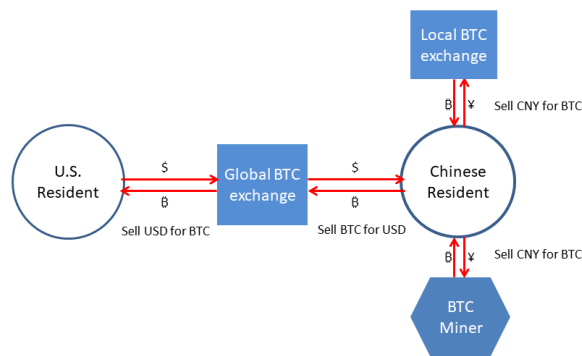 Local BTC
exchange
฿ ¥
Sell CNY for BTC
U.S.
Resident
$
฿
Sell USD for BTC
Global BTC
exchange
$
฿
Sell BTC for USD
Chinese
Resident
฿ ¥
Sell CNY for BTC
BTC
Miner